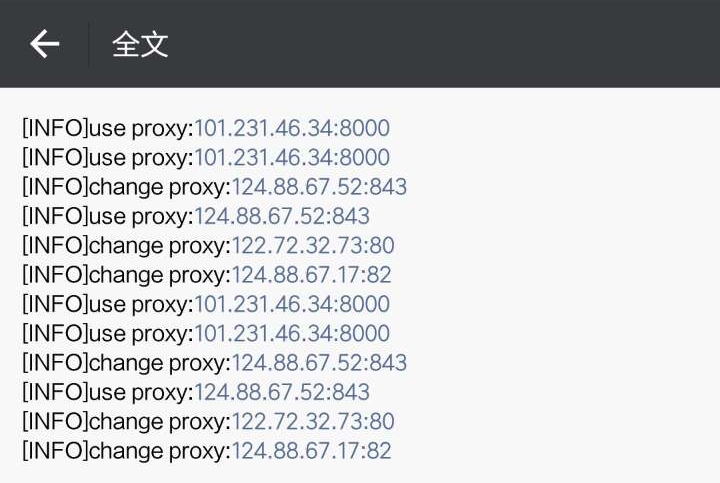 全文
[INFO]use proxy:101.231.46.34:8000
[INFO]use proxy:101.231.46.34:8000
[INFO]change proxy:124.88.67.52:843
[INFO]use proxy:124.88.67.52:843
[INFO]change proxy:122.72.32.73:80
[INFO]change proxy:124.88.67.17:82
[INFO]use proxy:101.231.46.34:8000
[INFO]use proxy:101.231.46.34:8000
[INFO]change proxy:124.88.67.52:843
[INFO]use proxy:124.88.67.52:843
[INFO]change proxy:122.72.32.73:80
[INFO]change proxy:124.88.67.17:82